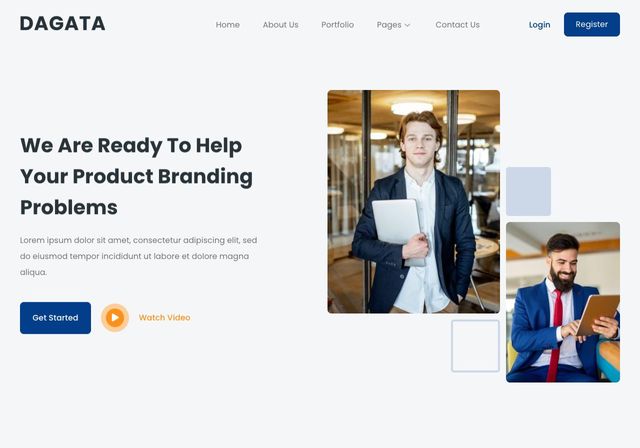 DAGATA
Home About Us Portfolio Pages Contact Us Login Register
We Are Ready To Help
Your Product Branding
Problems
Lorem ipsum dolor sit amet, consectetur adipiscing elit, sed
do eiusmod tempor incididunt ut labore et dolore magna
aliqua.
Get Started Watch Video